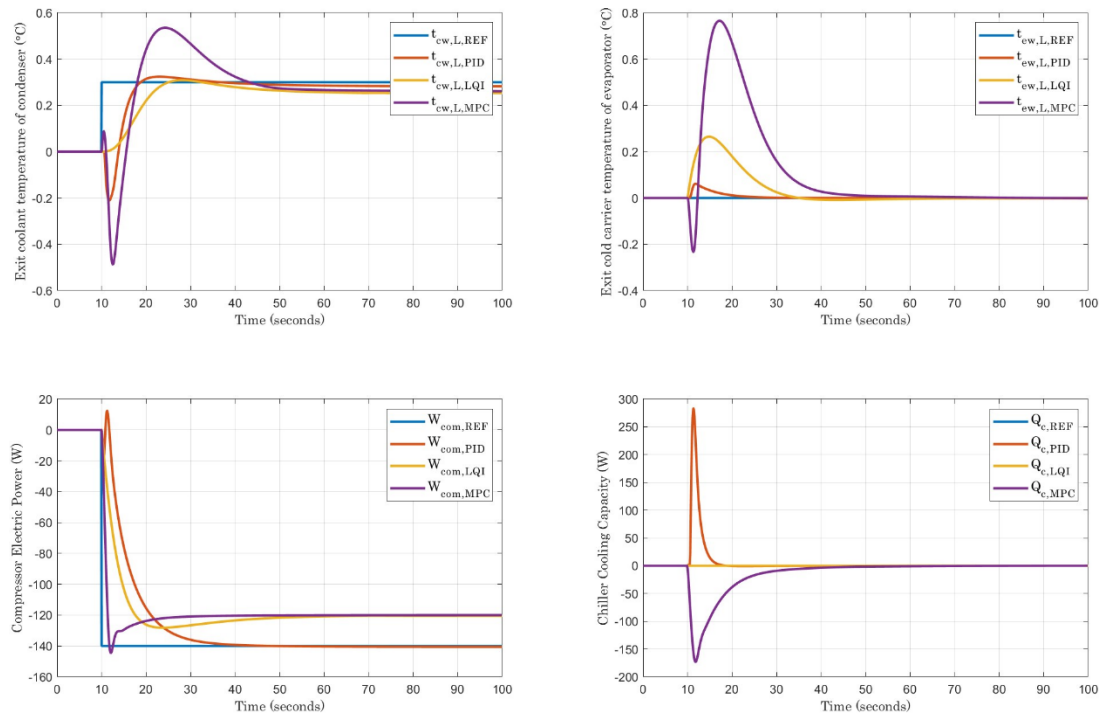 Exit coolant temperature of condenser (°C)
0.6
0.4
0.2
0
-0.2
-0.4
-0.6
0 10 20 30 40 50 60 70 80 90 100
Time (seconds)
t_cw,L,REF
t_cw,L,PID
t_cw,L,LQI
t_cw,L,MPC
Exit cold carrier temperature of evaporator (°C)
0.8
0.6
0.4
0.2
0
-0.2
-0.4
0 10 20 30 40 50 60 70 80 90 100
Time (seconds)
t_ew,L,REF
t_ew,L,PID
t_ew,L,LQI
t_ew,L,MPC
Compressor Electric Power (W)
20
0
-20
-40
-60
-80
-100
-120
-140
-160
0 10 20 30 40 50 60 70 80 90 100
Time (seconds)
W_com,REF
W_com,PID
W_com,LQI
W_com,MPC
Chiller Cooling Capacity (W)
300
250
200
150
100
50
0
-50
-100
-150
-200
0 10 20 30 40 50 60 70 80 90 100
Time (seconds)
Q_c,REF
Q_c,PID
Q_c,LQI
Q_c,MPC